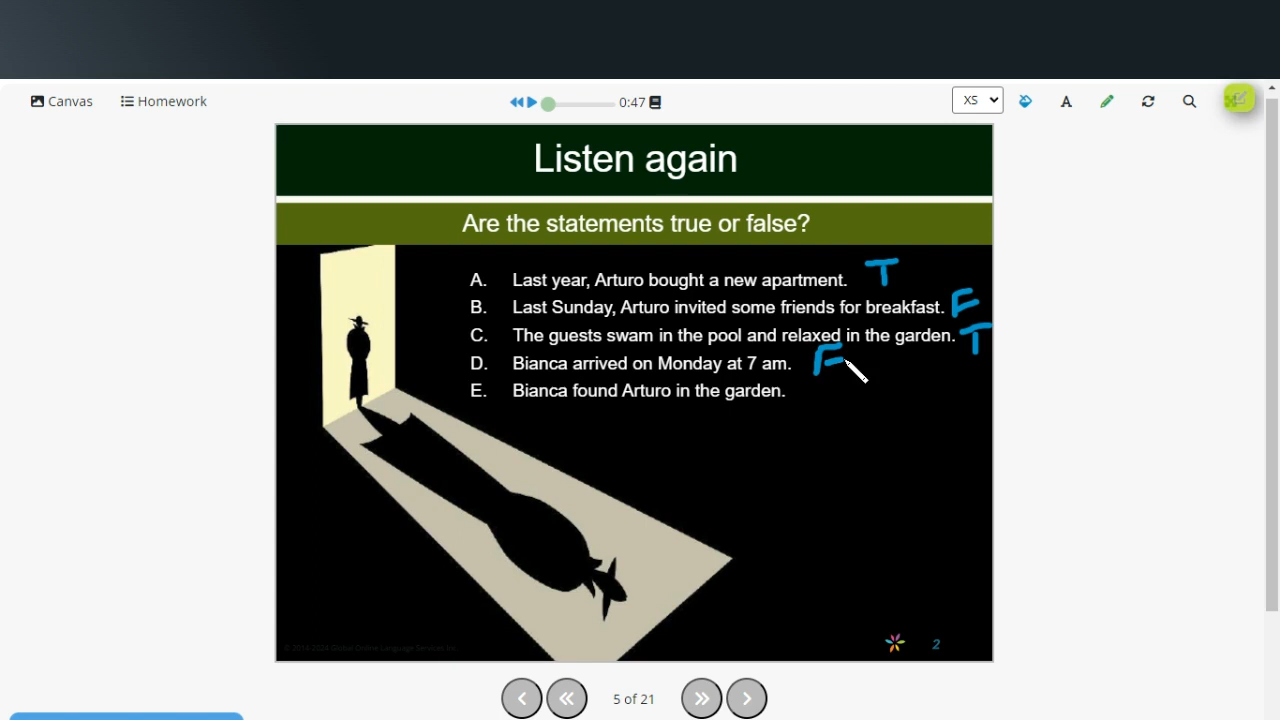 Canvas Homework 0:47 XS A
Listen again
Are the statements true or false?
A. Last year, Arturo bought a new apartment. T
B. Last Sunday, Arturo invited some friends for breakfast. F
C. The guests swam in the pool and relaxed in the garden. T
D. Bianca arrived on Monday at 7 am. F
E. Bianca found Arturo in the garden.
2
5 of 21